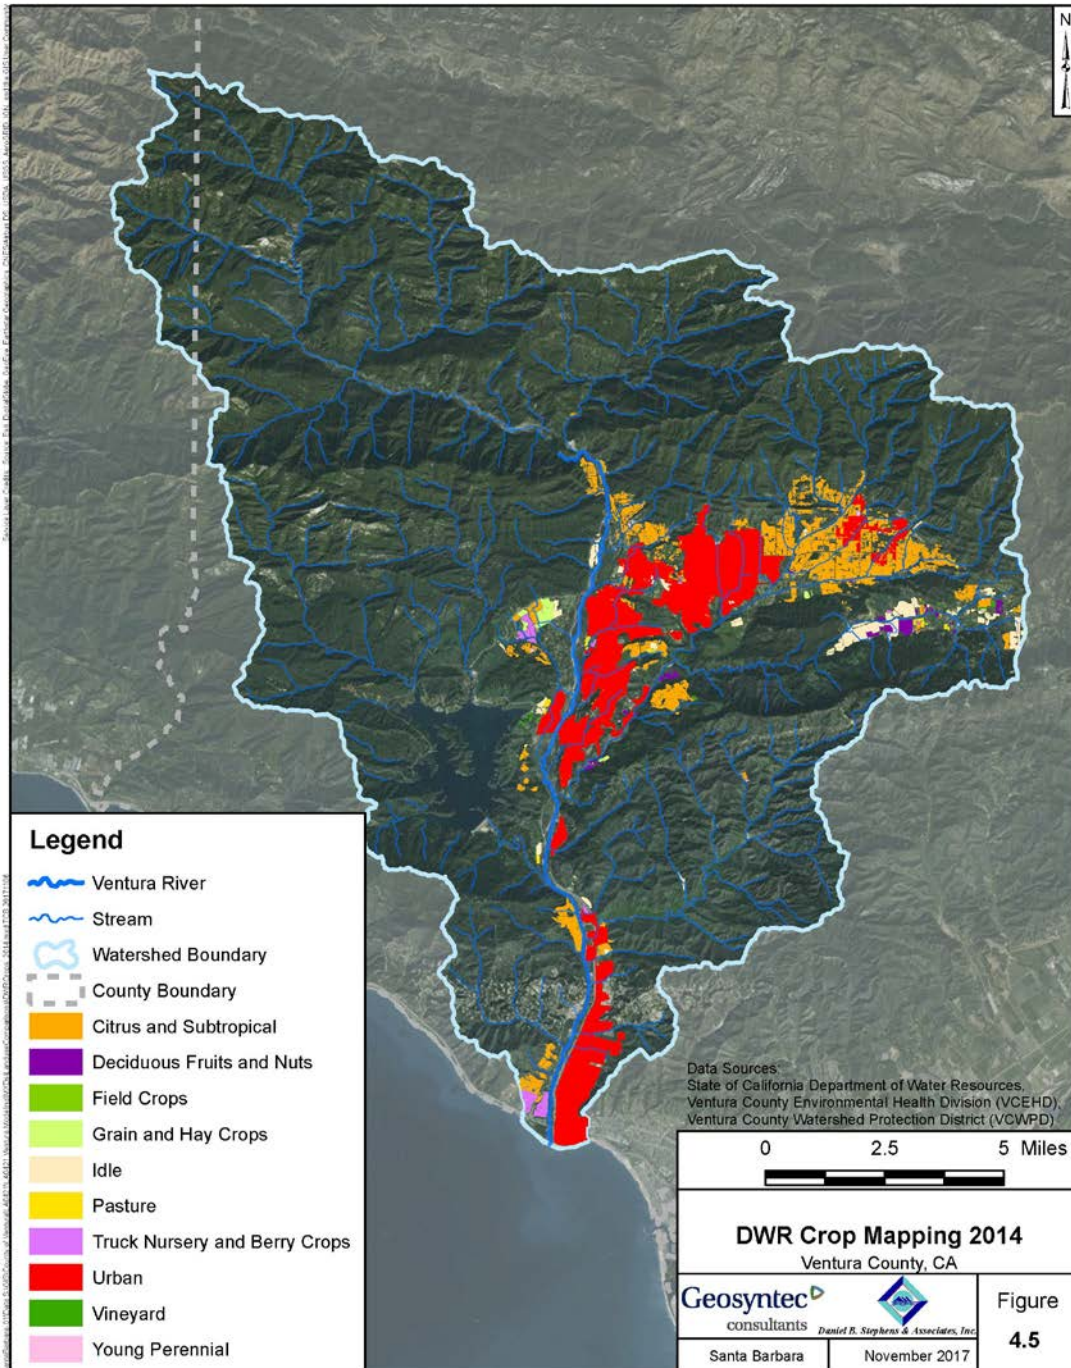 N
Legend
Ventura River
Stream
Watershed Boundary
County Boundary
Citrus and Subtropical
Deciduous Fruits and Nuts
Field Crops
Grain and Hay Crops
Idle
Pasture
Truck Nursery and Berry Crops
Urban
Vineyard
Young Perennial
Data Sources:
State of California Department of Water Resources,
Ventura County Environmental Health Division (VCEHD),
Ventura County Watershed Protection District (VCWPD)
0 2.5 5 Miles
DWR Crop Mapping 2014
Ventura County, CA
Geosyntec
consultants
Daniel B. Stephens & Associates, Inc.
Santa Barbara
November 2017
Figure
4.5